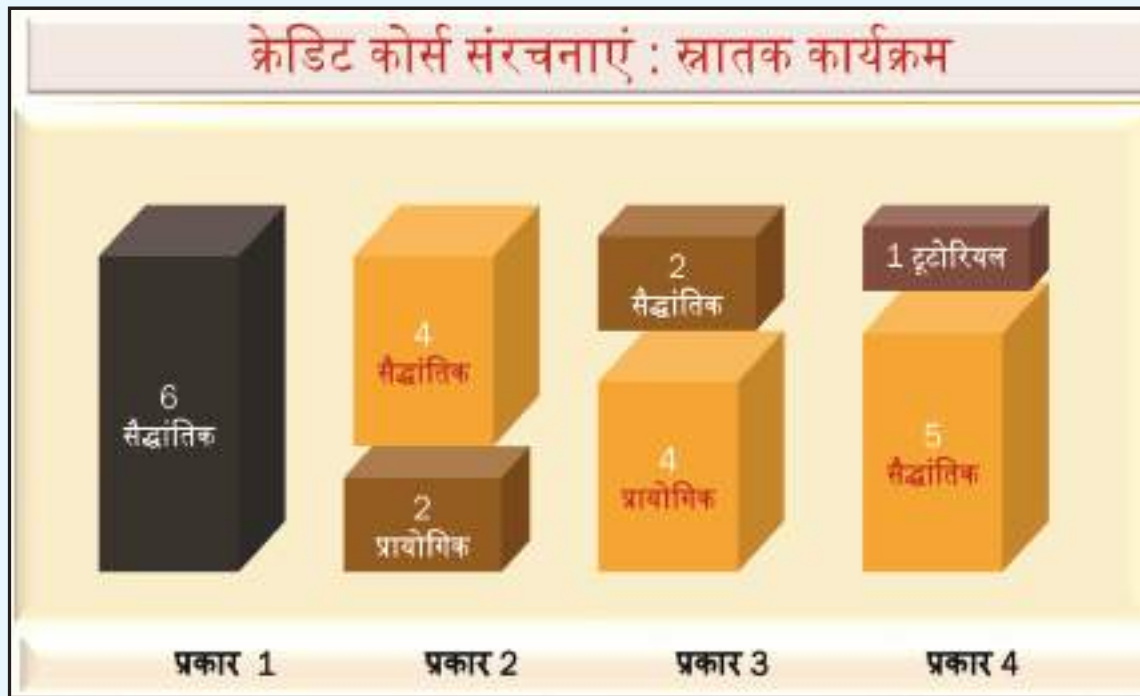 क्रेडिट कोर्स संरचनाएं : स्नातक कार्यक्रम
6
सैद्धांतिक
4
सैद्धांतिक
2
प्रायोगिक
2
सैद्धांतिक
4
प्रायोगिक
1 टूटोरियल
5
सैद्धांतिक
प्रकार 1
प्रकार 2
प्रकार 3
प्रकार 4